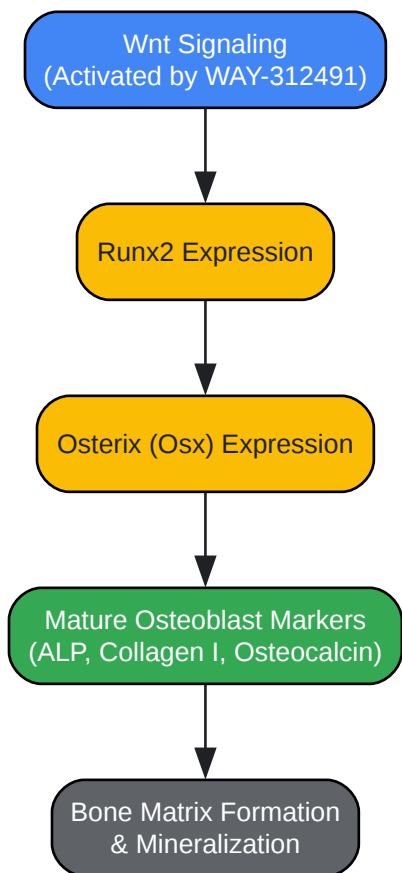 Wnt Signaling
(Activated by WAY-312491)
Runx2 Expression
Osterix (Osx) Expression
Mature Osteoblast Markers
(ALP, Collagen I, Osteocalcin)
Bone Matrix Formation
& Mineralization